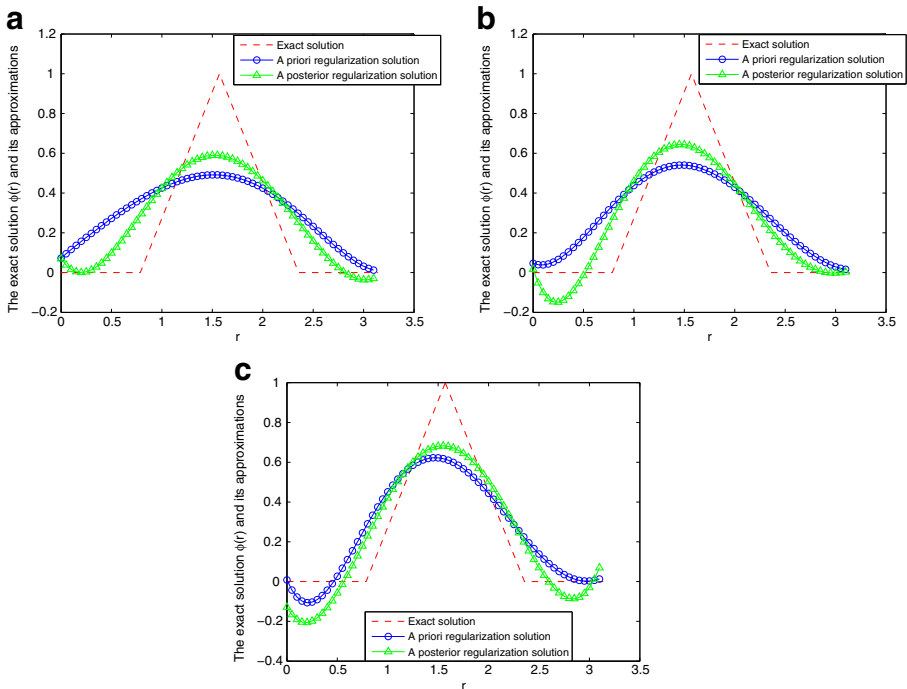 a
1.2
1
0.8
0.6
0.4
0.2
0
−0.2
0 0.5 1 1.5 2 2.5 3 3.5
r
The exact solution ϕ(r) and its approximations
Exact solution
A priori regularization solution
A posterior regularization solution
b
1.2
1
0.8
0.6
0.4
0.2
0
−0.2
0 0.5 1 1.5 2 2.5 3 3.5
r
The exact solution ϕ(r) and its approximations
Exact solution
A priori regularization solution
A posterior regularization solution
c
1
0.8
0.6
0.4
0.2
0
−0.2
−0.4
0 0.5 1 1.5 2 2.5 3 3.5
r
The exact solution ϕ(r) and its approximations
Exact solution
A priori regularization solution
A posterior regularization solution